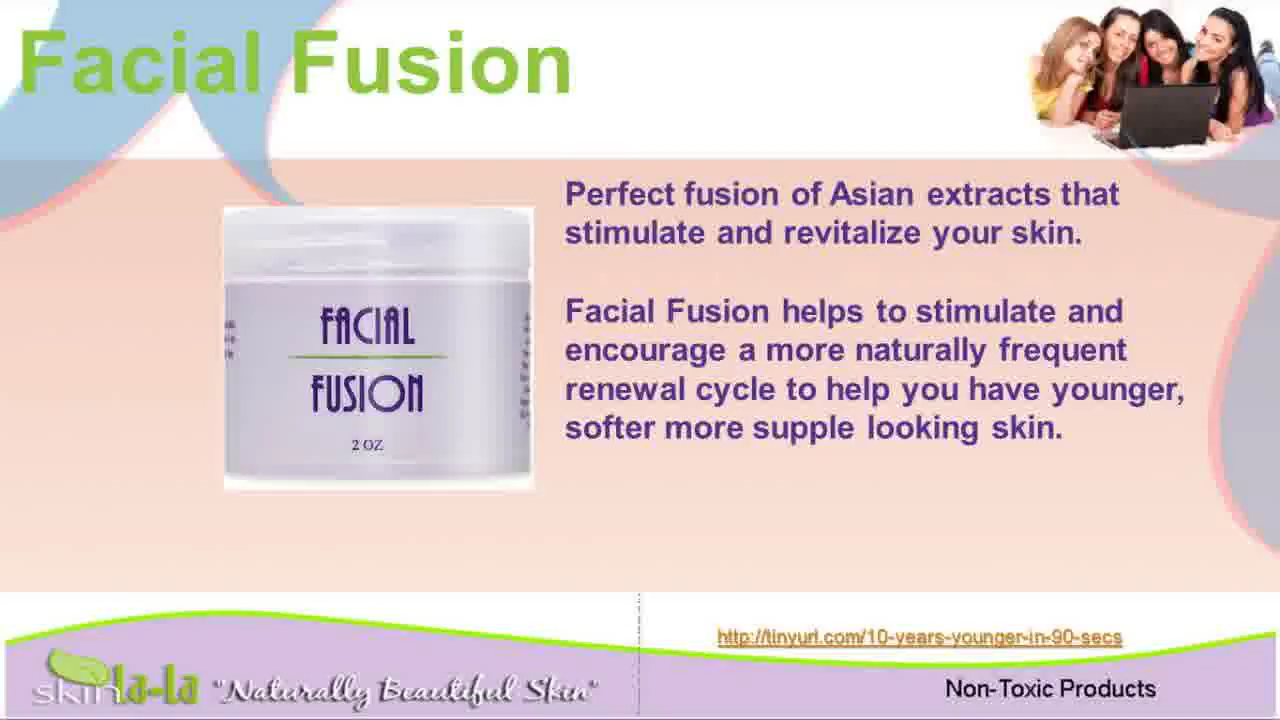 Facial Fusion
Perfect fusion of Asian extracts that
stimulate and revitalize your skin.
Facial Fusion helps to stimulate and
encourage a more naturally frequent
renewal cycle to help you have younger,
softer more supple looking skin.
FACIAL
FUSION
2 OZ
http://tinyurl.com/10-years-younger-in-90-secs
skin la-la "Naturally Beautiful Skin"
Non-Toxic Products